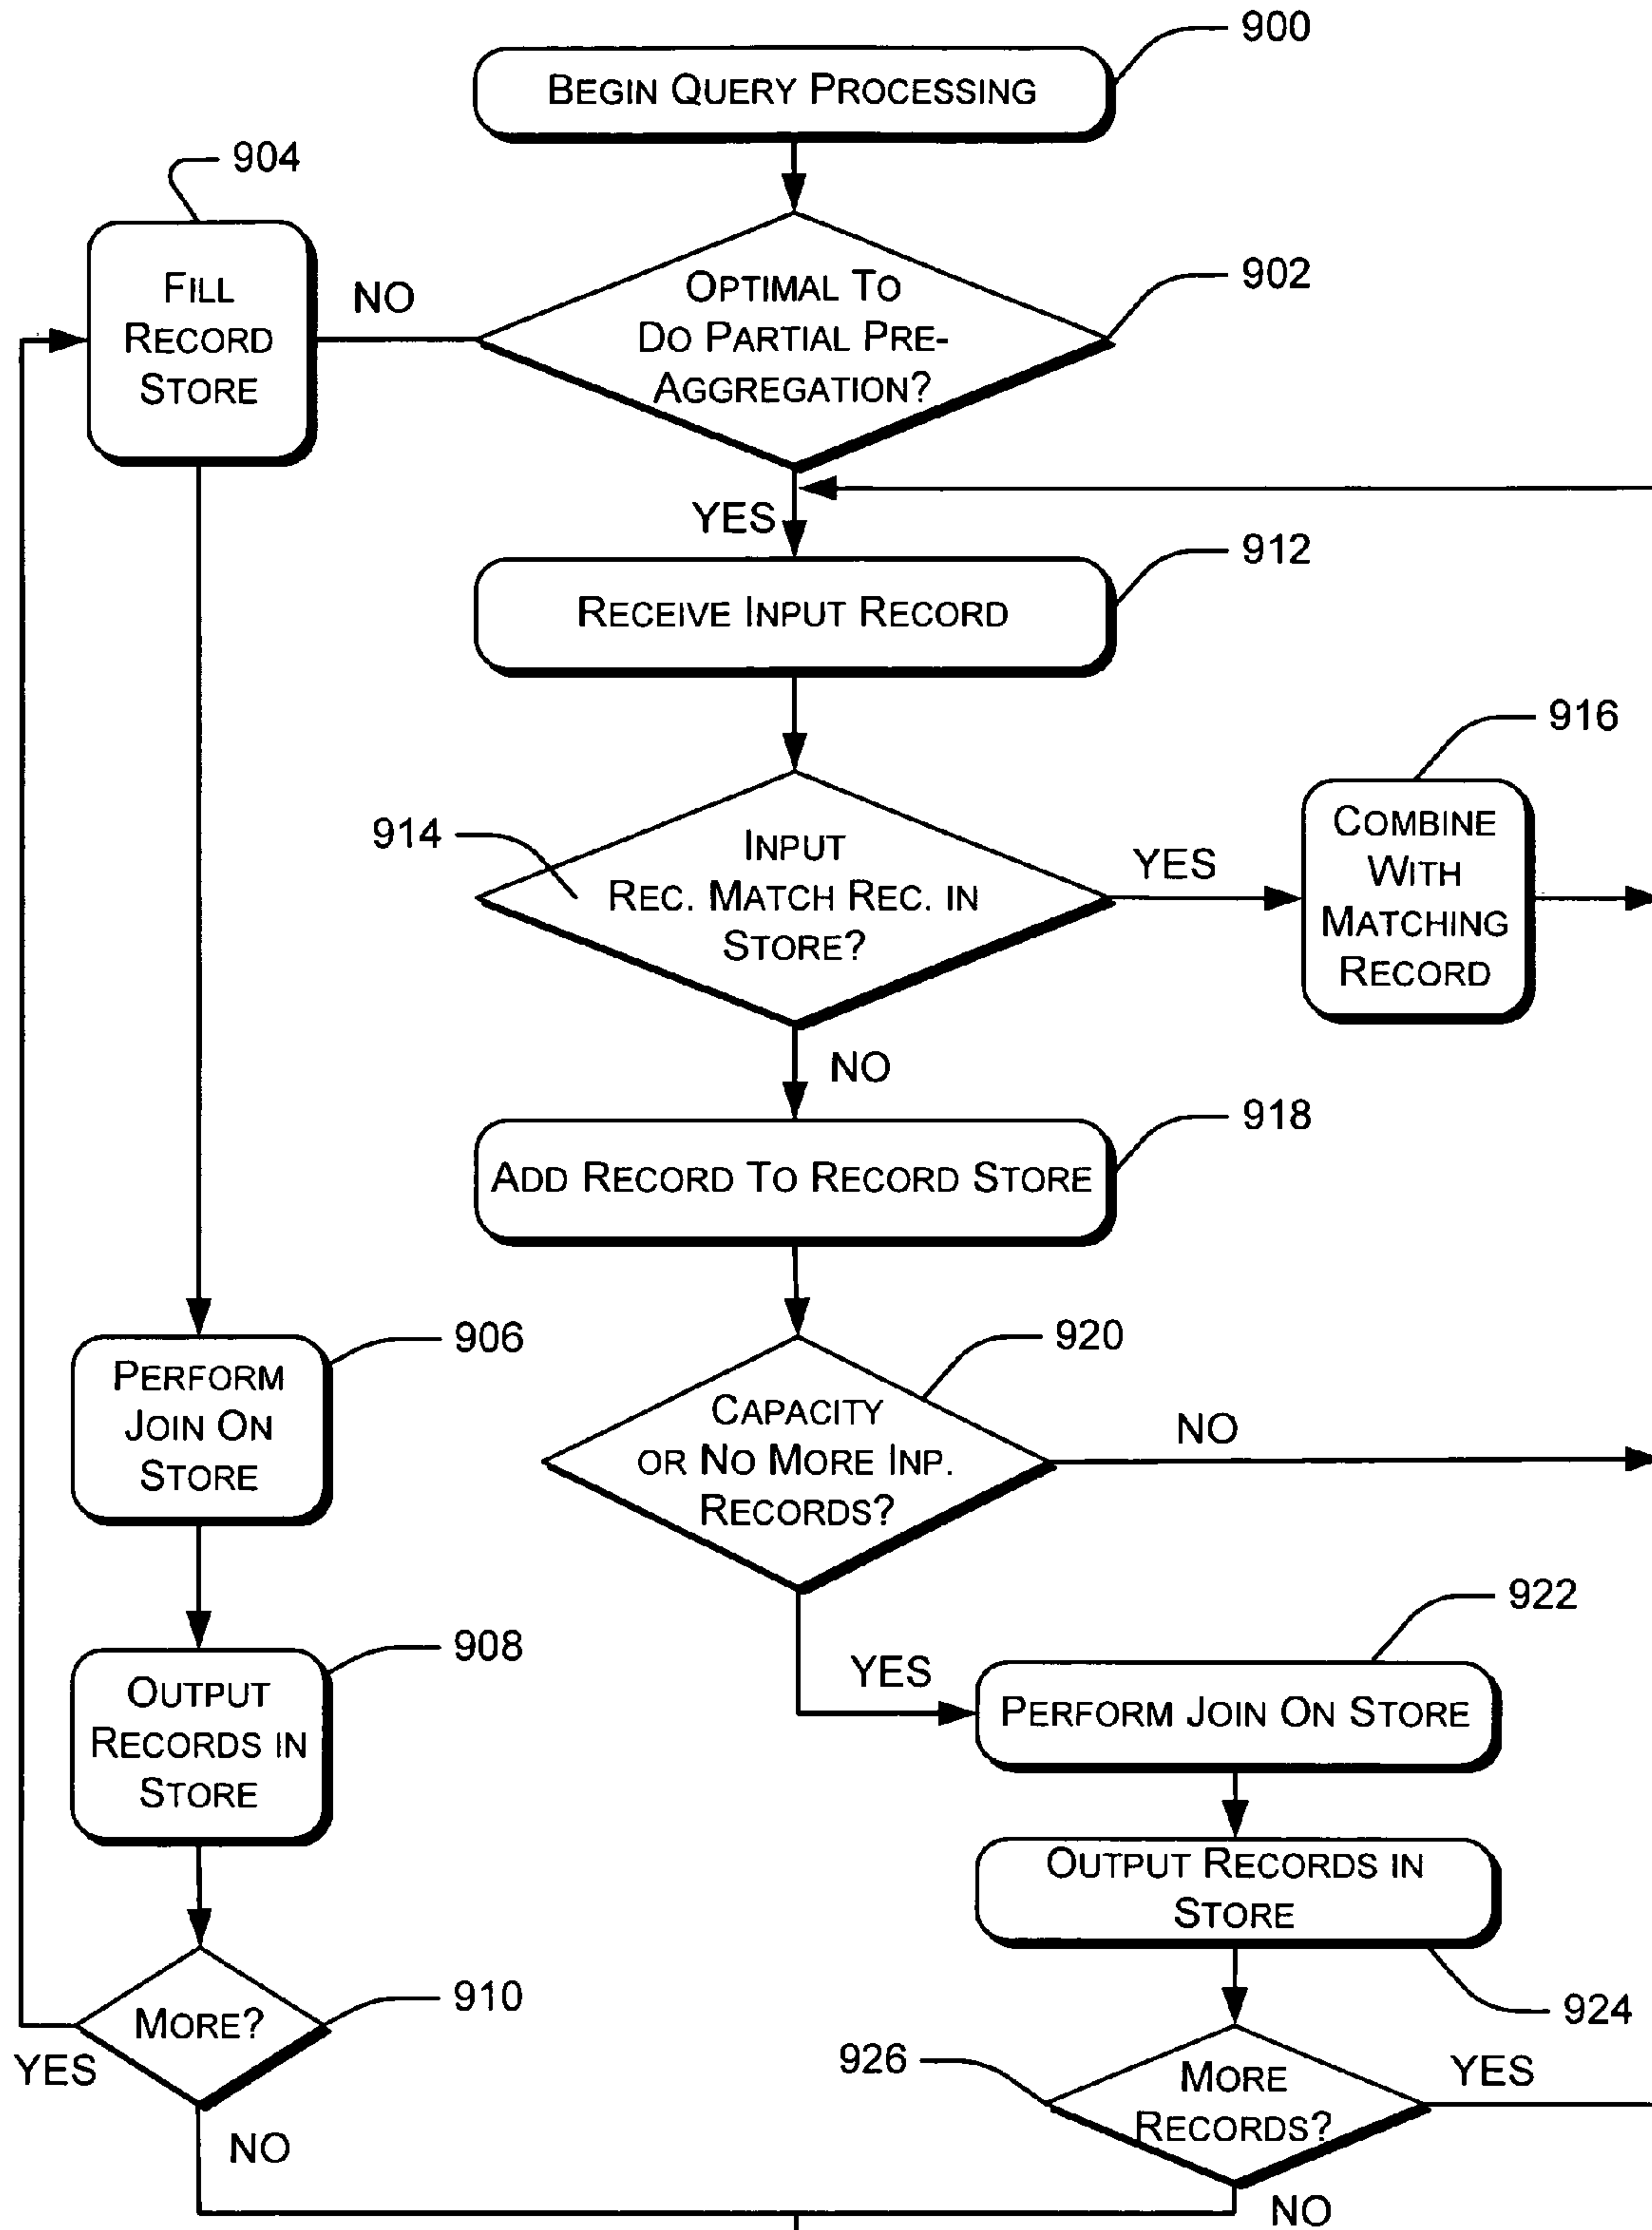 900
BEGIN QUERY PROCESSING
904
FILL
RECORD
STORE
NO
OPTIMAL TO
DO PARTIAL PRE-
AGGREGATION?
902
YES
912
RECEIVE INPUT RECORD
916
914
INPUT
REC. MATCH REC. IN
STORE?
YES
COMBINE
WITH
MATCHING
RECORD
NO
918
ADD RECORD TO RECORD STORE
906
PERFORM
JOIN ON
STORE
920
CAPACITY
OR NO MORE INP.
RECORDS?
NO
922
YES
PERFORM JOIN ON STORE
908
OUTPUT
RECORDS IN
STORE
OUTPUT RECORDS IN
STORE
924
MORE?
910
YES
NO
926
MORE
RECORDS?
YES
NO